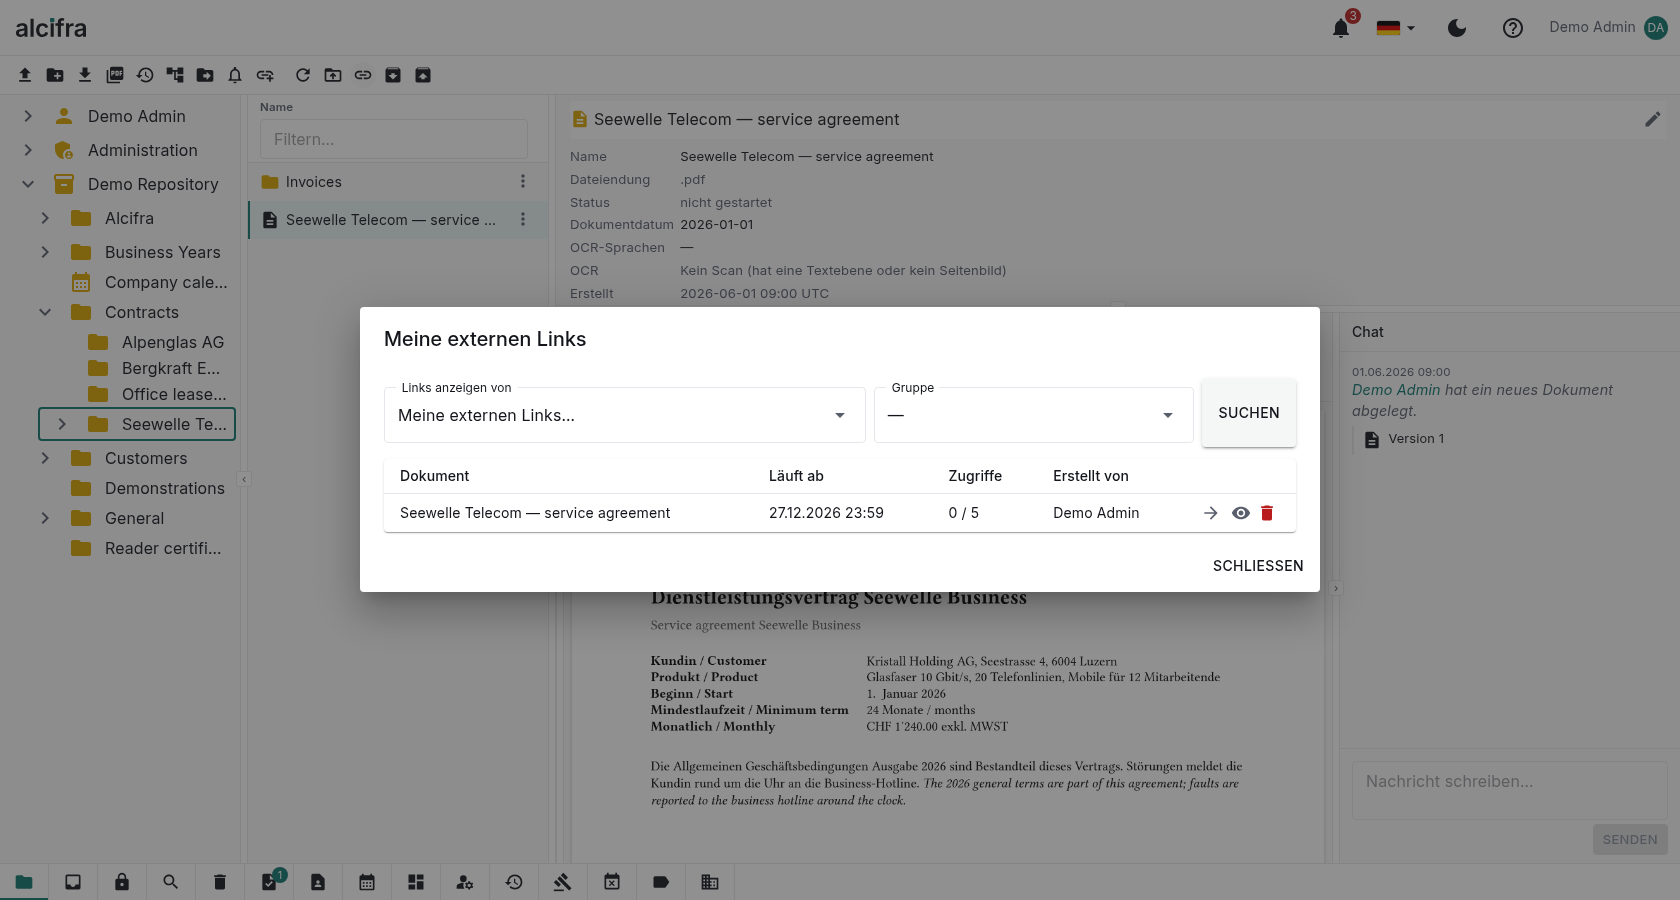 alcifra
3
Demo Admin
DA
PDF
Demo Admin
Administration
Demo Repository
Alcifra
Business Years
Company cale...
Contracts
Alpenglas AG
Bergkraft E...
Office lease...
Seewelle Te...
Customers
Demonstrations
General
Reader certifi...
Name
Filtern...
Invoices
Seewelle Telecom — service ...
Seewelle Telecom — service agreement
Name Seewelle Telecom — service agreement
Dateiendung .pdf
Status nicht gestartet
Dokumentdatum 2026-01-01
OCR-Sprachen —
OCR Kein Scan (hat eine Textebene oder kein Seitenbild)
Erstellt 2026-06-01 09:00 UTC
Meine externen Links
Links anzeigen von
Meine externen Links...
Gruppe
—
SUCHEN
Dokument Läuft ab Zugriffe Erstellt von
Seewelle Telecom — service agreement 27.12.2026 23:59 0 / 5 Demo Admin
SCHLIESSEN
Dienstleistungsvertrag Seewelle Business
Service agreement Seewelle Business
Kundin / Customer Kristall Holding AG, Seestrasse 4, 6004 Luzern
Produkt / Product Glasfaser 10 Gbit/s, 20 Telefonlinien, Mobile für 12 Mitarbeitende
Beginn / Start 1. Januar 2026
Mindestlaufzeit / Minimum term 24 Monate / months
Monatlich / Monthly CHF 1'240.00 exkl. MWST
Die Allgemeinen Geschäftsbedingungen Ausgabe 2026 sind Bestandteil dieses Vertrags. Störungen meldet die
Kundin rund um die Uhr an die Business-Hotline. The 2026 general terms are part of this agreement; faults are
reported to the business hotline around the clock.
Chat
01.06.2026 09:00
Demo Admin hat ein neues Dokument
abgelegt.
Version 1
Nachricht schreiben...
SENDEN
1